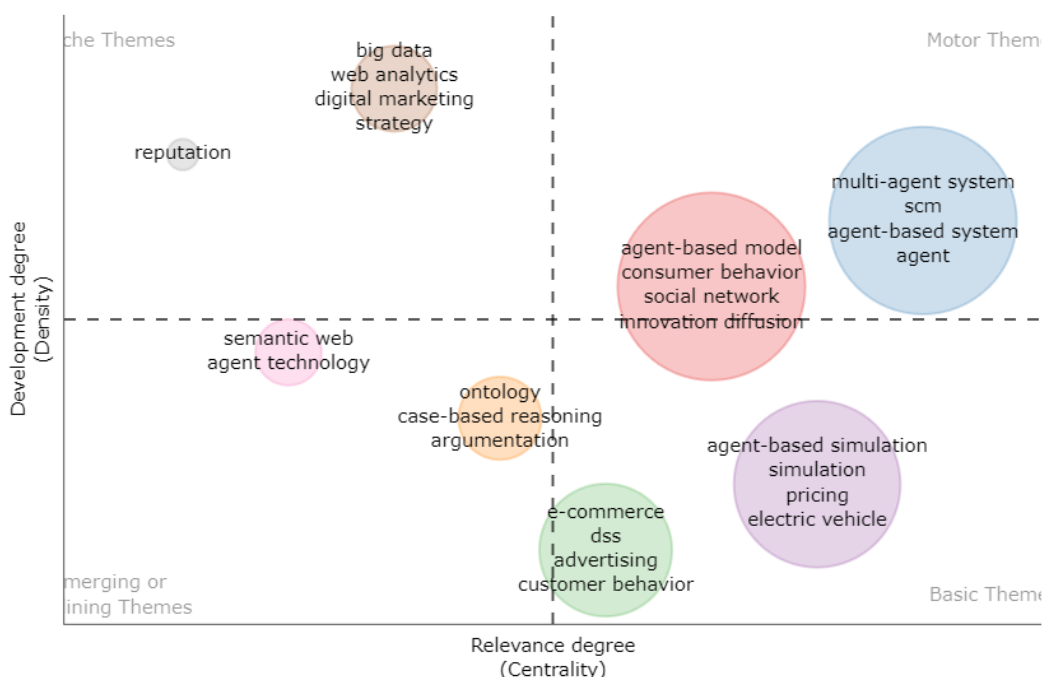 che Themes
Motor Theme
big data
web analytics
digital marketing
strategy
reputation
multi-agent system
scm
agent-based system
agent
agent-based model
consumer behavior
social network
innovation diffusion
semantic web
agent technology
ontology
case-based reasoning
argumentation
agent-based simulation
simulation
pricing
electric vehicle
e-commerce
dss
advertising
customer behavior
merging or
ining Themes
Basic Theme
Development degree
(Density)
Relevance degree
(Centrality)